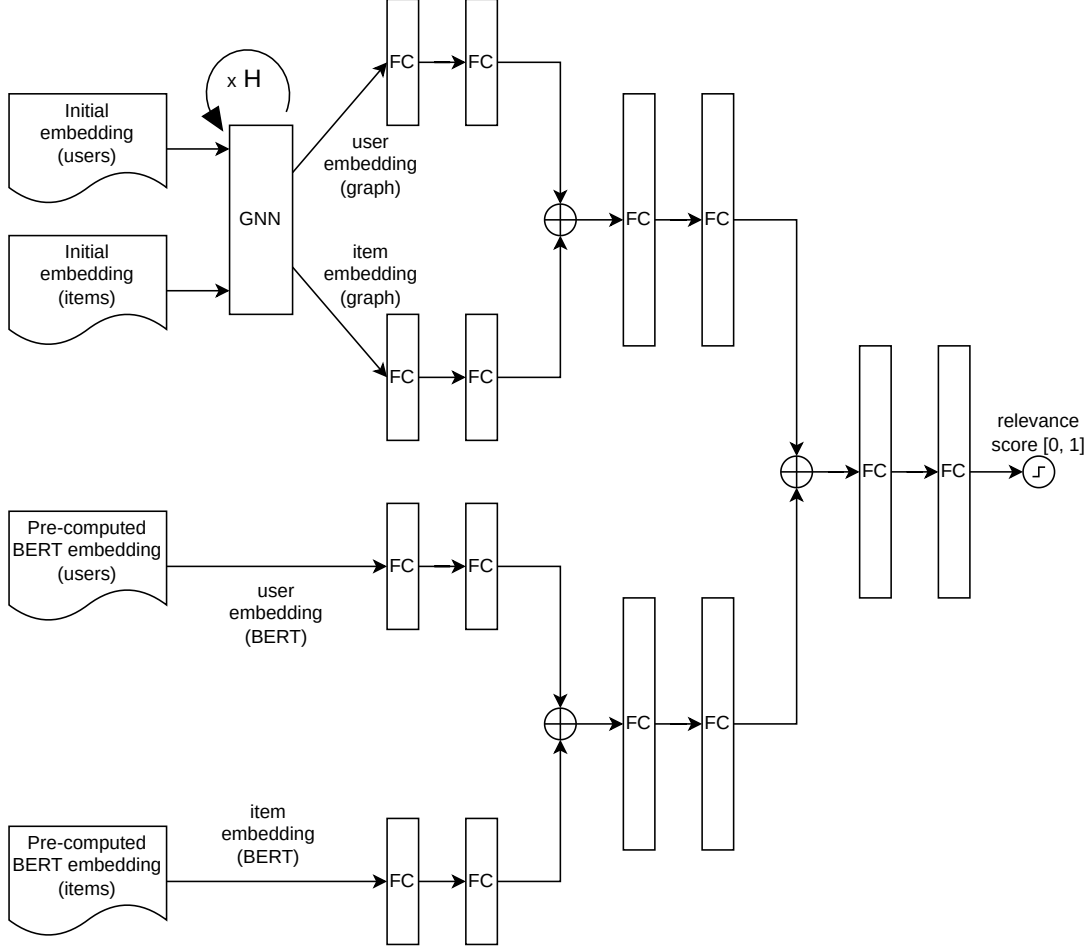 FC
FC
x H
Initial
embedding
(users)
user
embedding
(graph)
GNN
FC
FC
Initial
embedding
(items)
item
embedding
(graph)
FC
FC
relevance
score [0, 1]
FC
FC
Pre-computed
BERT embedding
(users)
FC
FC
user
embedding
(BERT)
FC
FC
item
embedding
(BERT)
Pre-computed
BERT embedding
(items)
FC
FC